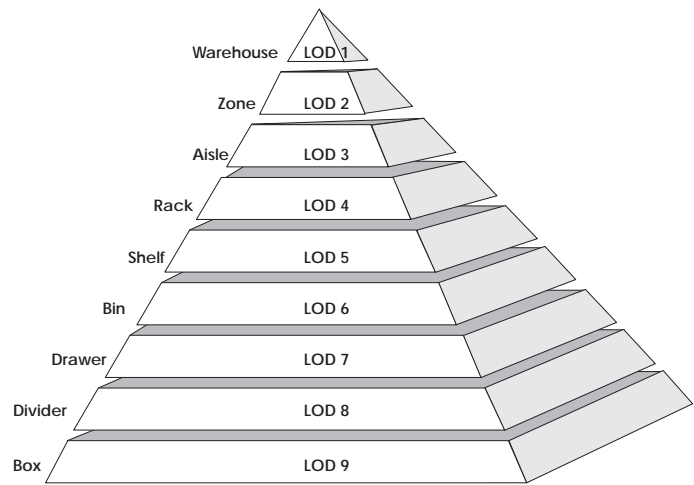 Warehouse LOD 1
Zone LOD 2
Aisle LOD 3
Rack LOD 4
Shelf LOD 5
Bin LOD 6
Drawer LOD 7
Divider LOD 8
Box LOD 9